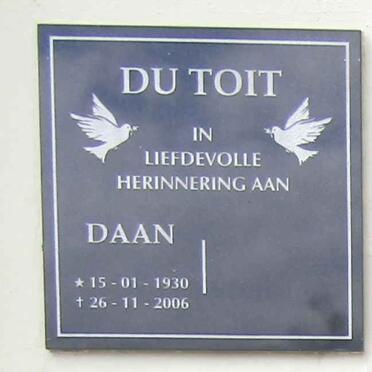 DU TOIT
IN
LIEFDEVOLLE
HERINNERING AAN
DAAN
★ 15 - 01 - 1930
† 26 - 11 - 2006